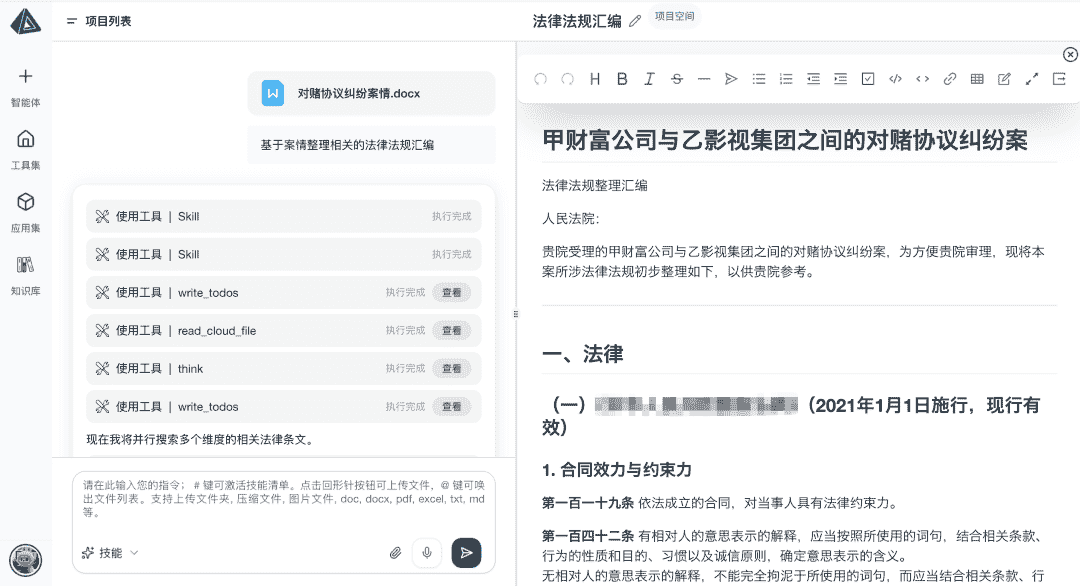 项目列表
法律法规汇编
项目空间
智能体
工具集
应用集
知识库
W
对赌协议纠纷案情.docx
基于案情整理相关的法律法规汇编
使用工具 | Skill 执行完成
使用工具 | Skill 执行完成
使用工具 | write_todos 执行完成 查看
使用工具 | read_cloud_file 执行完成 查看
使用工具 | think 执行完成 查看
使用工具 | write_todos 执行完成 查看
现在我将并行搜索多个维度的相关法律条文。
请在此输入您的指令； # 键可激活技能清单。点击回形针按钮可上传文件，@ 键可唤
出文件列表。支持上传文件夹, 压缩文件, 图片文件, doc, docx, pdf, excel, txt, md
等。
技能
H B I S
甲财富公司与乙影视集团之间的对赌协议纠纷案
法律法规整理汇编
人民法院：
贵院受理的甲财富公司与乙影视集团之间的对赌协议纠纷案，为方便贵院审理，现将本
案所涉法律法规初步整理如下，以供贵院参考。
一、法律
（一）（2021年1月1日施行，现行有
效）
1. 合同效力与约束力
第一百一十九条 依法成立的合同，对当事人具有法律约束力。
第一百四十二条 有相对人的意思表示的解释，应当按照所使用的词句，结合相关条款、
行为的性质和目的、习惯以及诚信原则，确定意思表示的含义。
无相对人的意思表示的解释，不能完全拘泥于所使用的词句，而应当结合相关条款、行